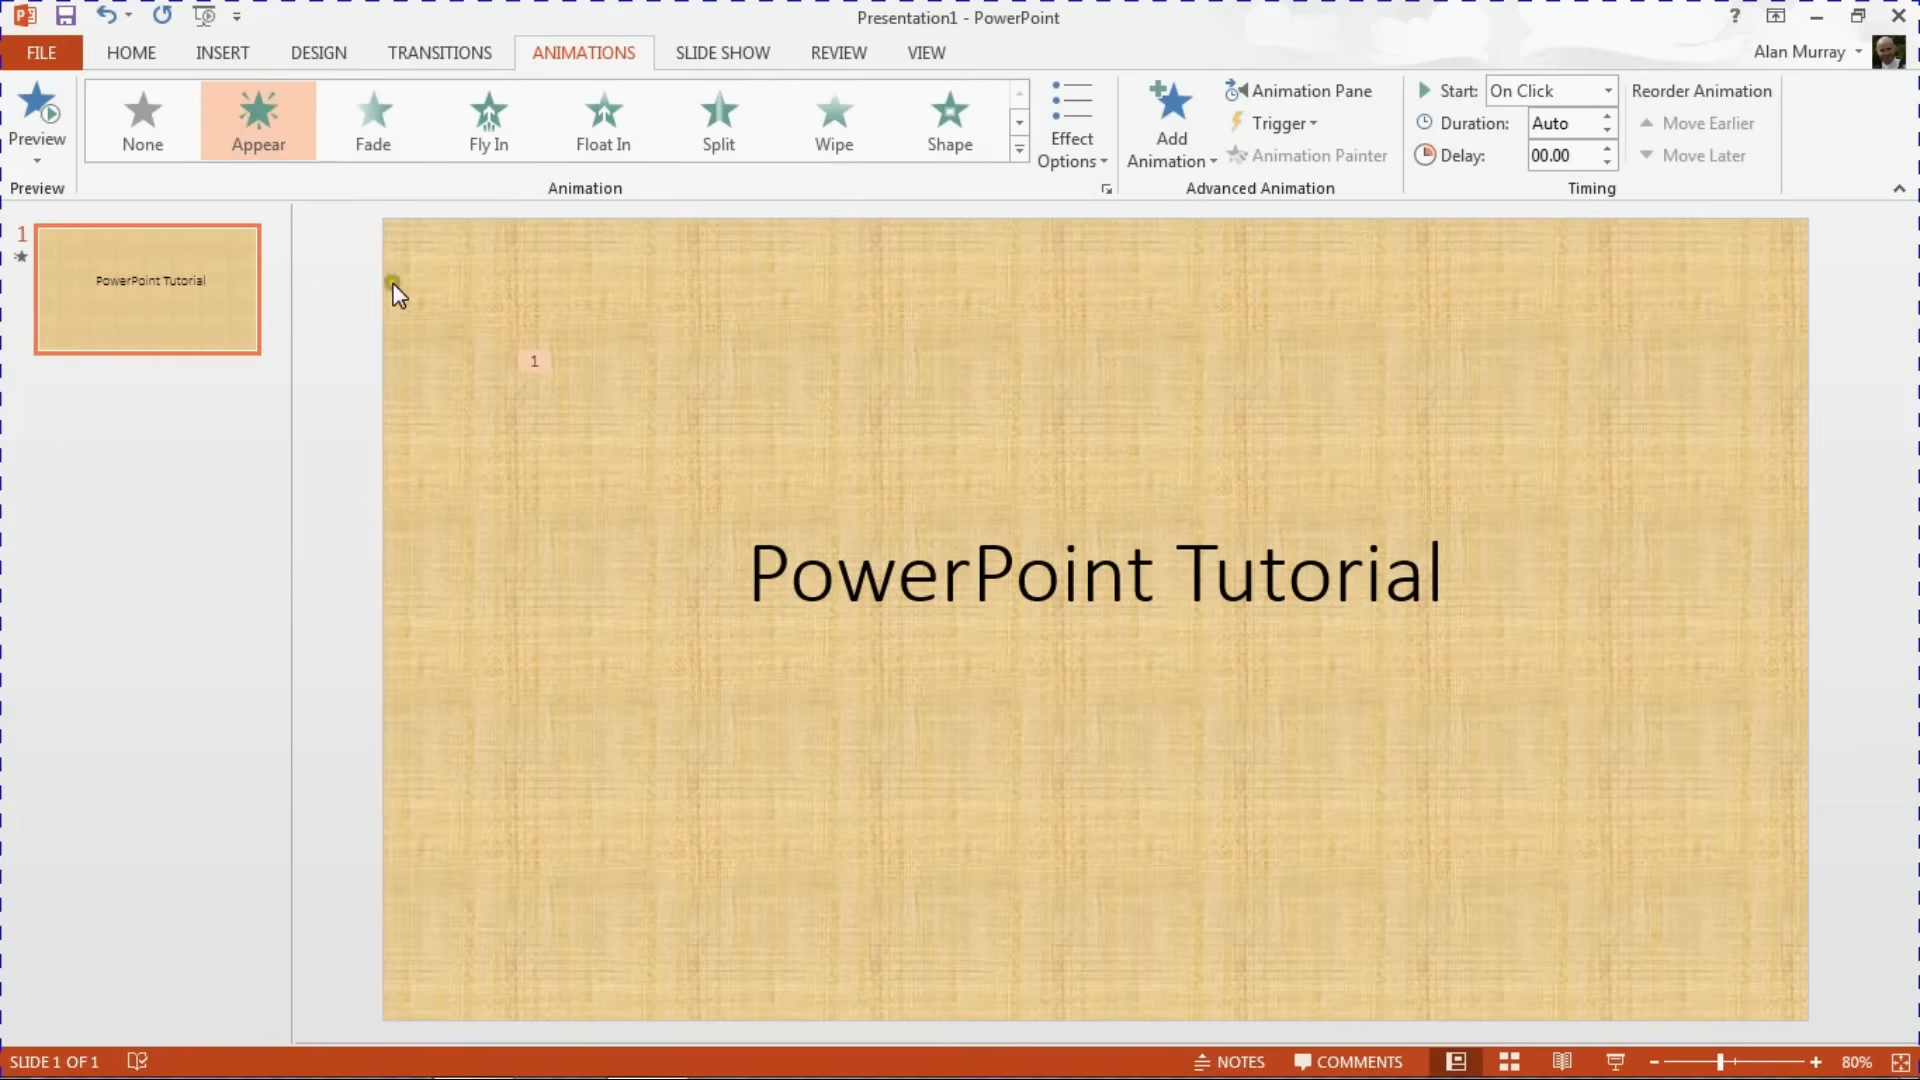 Presentation1 - PowerPoint
?
FILE HOME INSERT DESIGN TRANSITIONS ANIMATIONS SLIDE SHOW REVIEW VIEW Alan Murray
Preview
None Appear Fade Fly In Float In Split Wipe Shape
Effect Options
Add Animation
Animation Pane
Trigger
Animation Painter
Start: On Click
Duration: Auto
Delay: 00.00
Reorder Animation
Move Earlier
Move Later
Preview Animation Advanced Animation Timing
1
PowerPoint Tutorial
1
PowerPoint Tutorial
SLIDE 1 OF 1 NOTES COMMENTS 80%